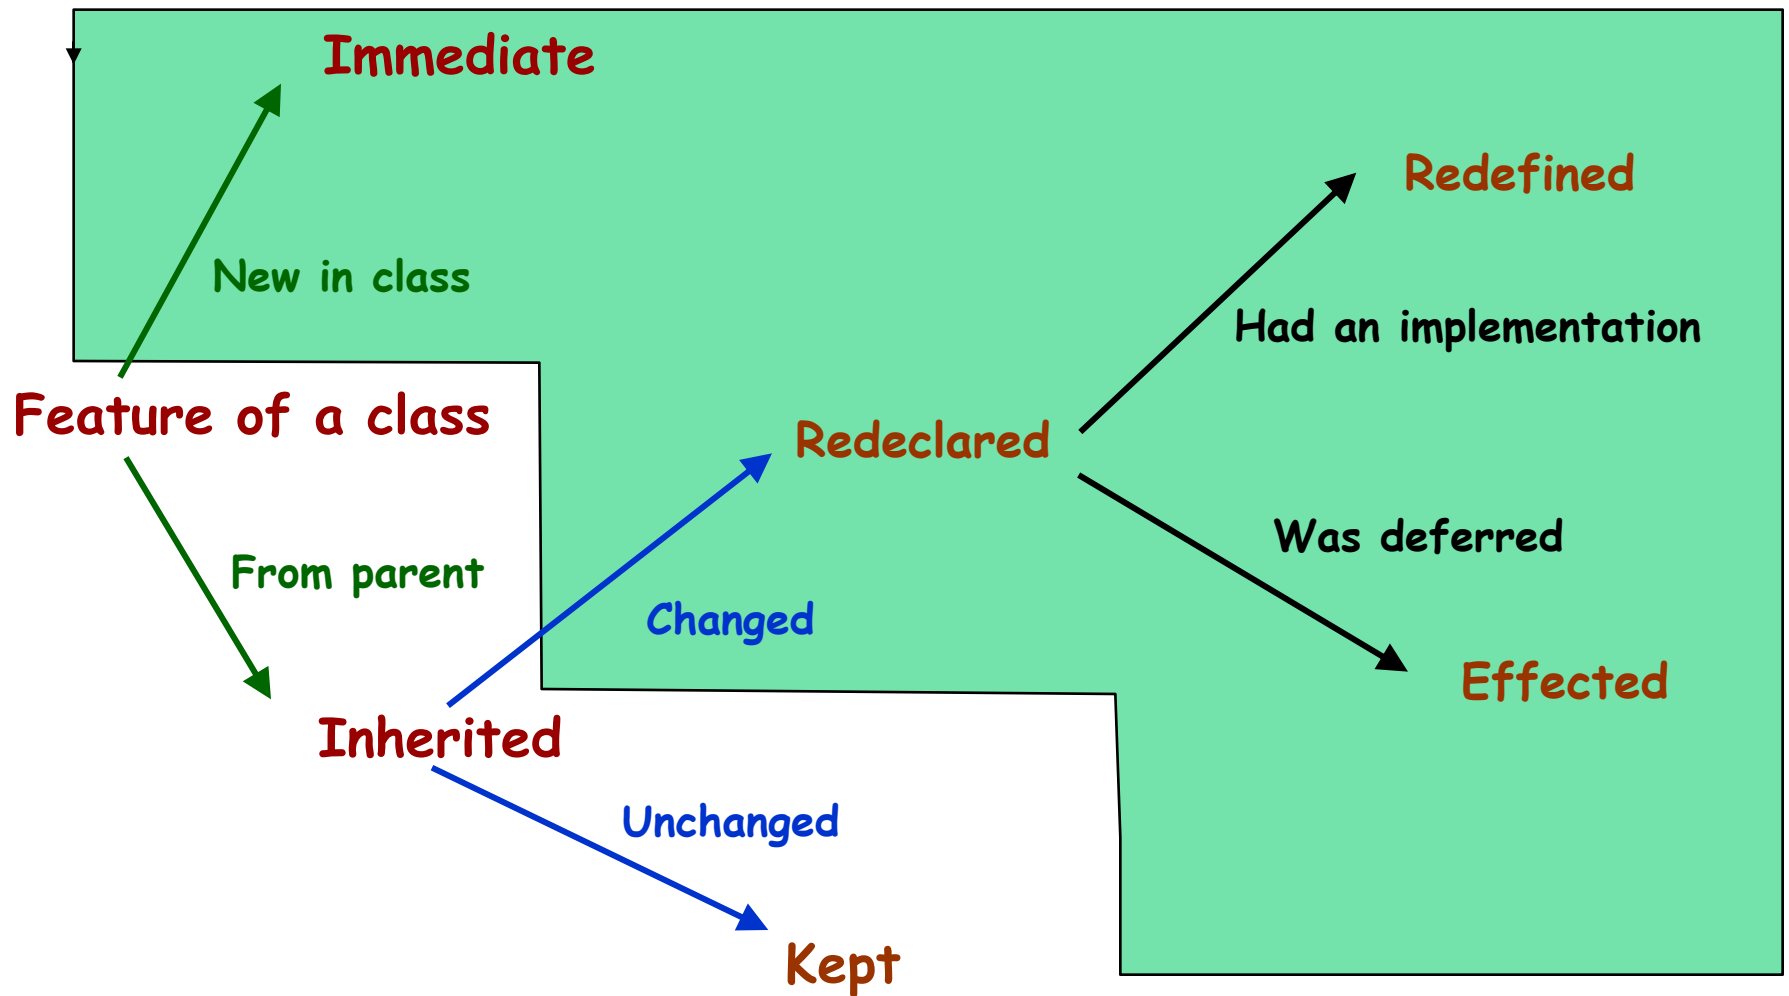 Immediate
Redefined
New in class
Had an implementation
Feature of a class
Redeclared
Was deferred
From parent
Changed
Effected
Inherited
Unchanged
Kept